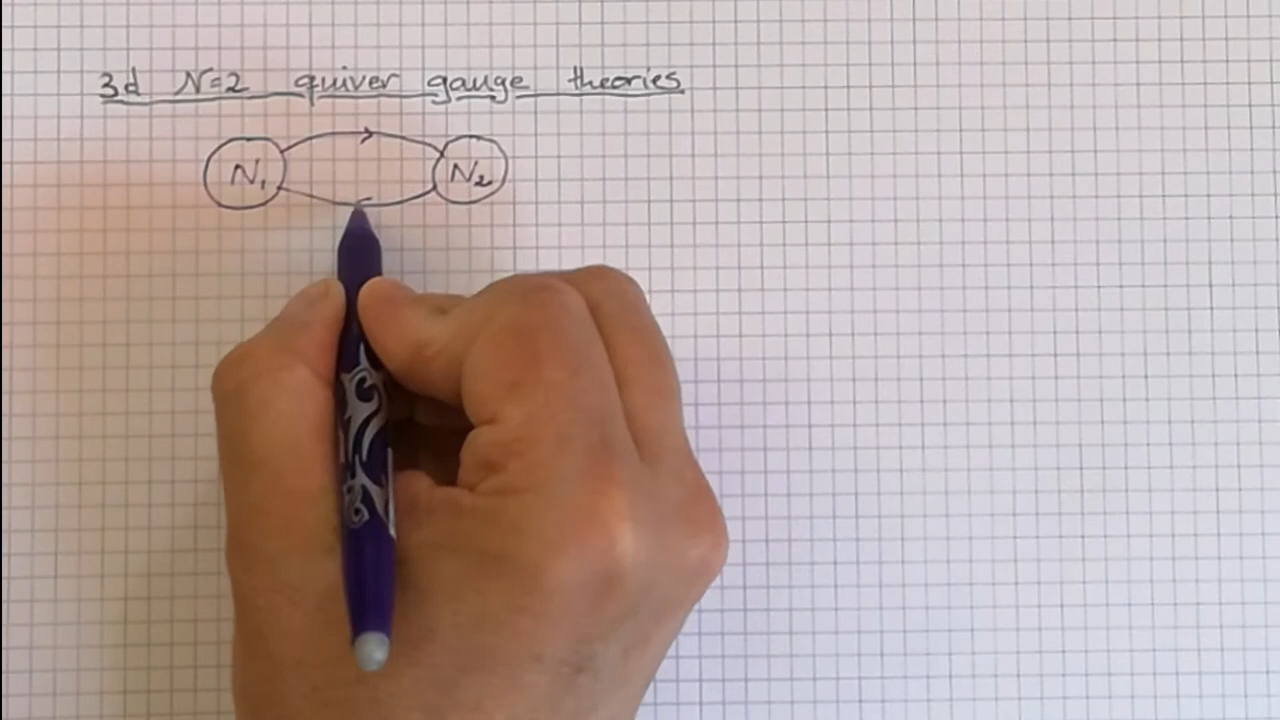 3d N=2 quiver gauge theories
N₁ N₂